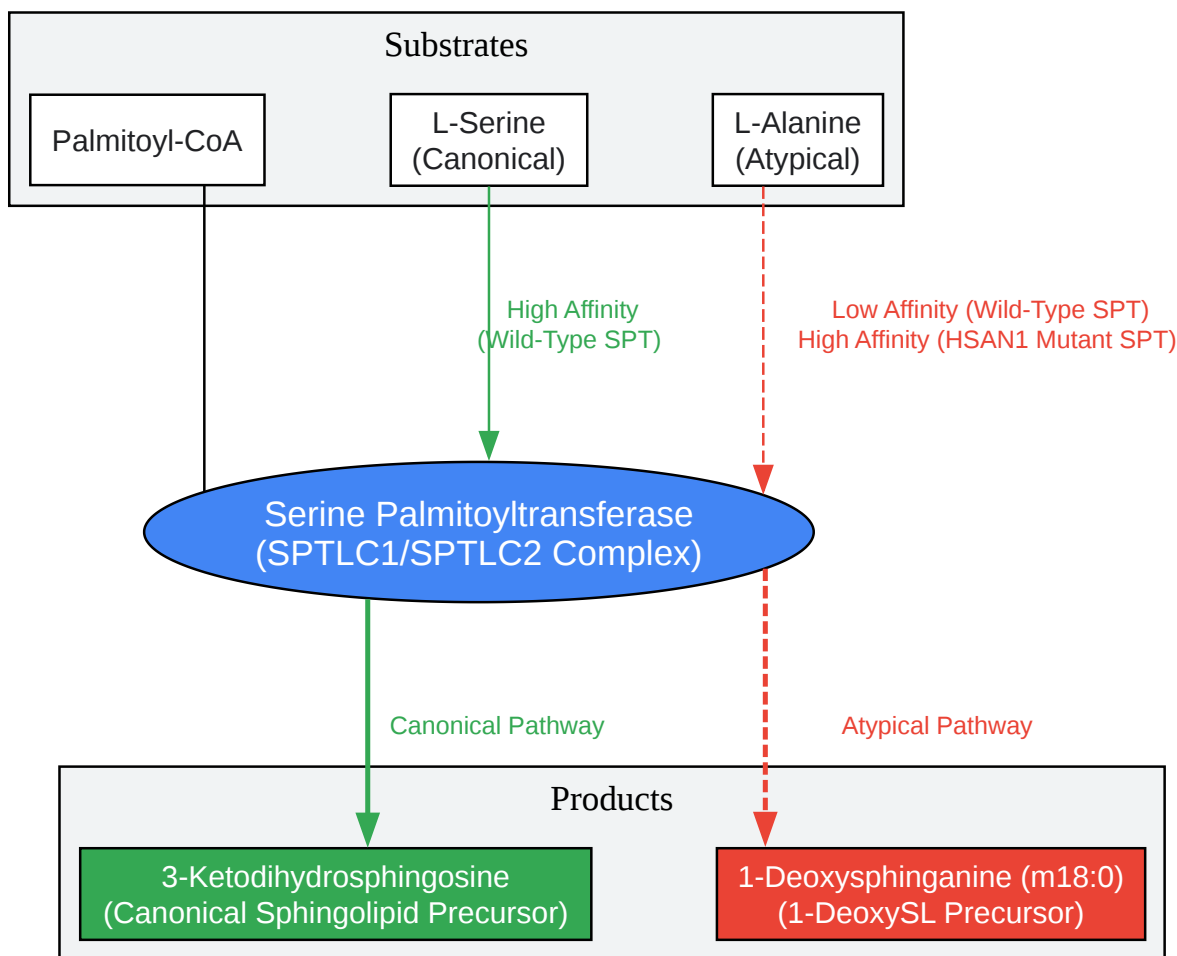 Substrates
Palmitoyl-CoA
L-Serine
(Canonical)
L-Alanine
(Atypical)
High Affinity
(Wild-Type SPT)
Low Affinity (Wild-Type SPT)
High Affinity (HSAN1 Mutant SPT)
Serine Palmitoyltransferase
(SPTLC1/SPTLC2 Complex)
Canonical Pathway
Atypical Pathway
Products
3-Ketodihydrosphingosine
(Canonical Sphingolipid Precursor)
1-Deoxysphinganine (m18:0)
(1-DeoxySL Precursor)